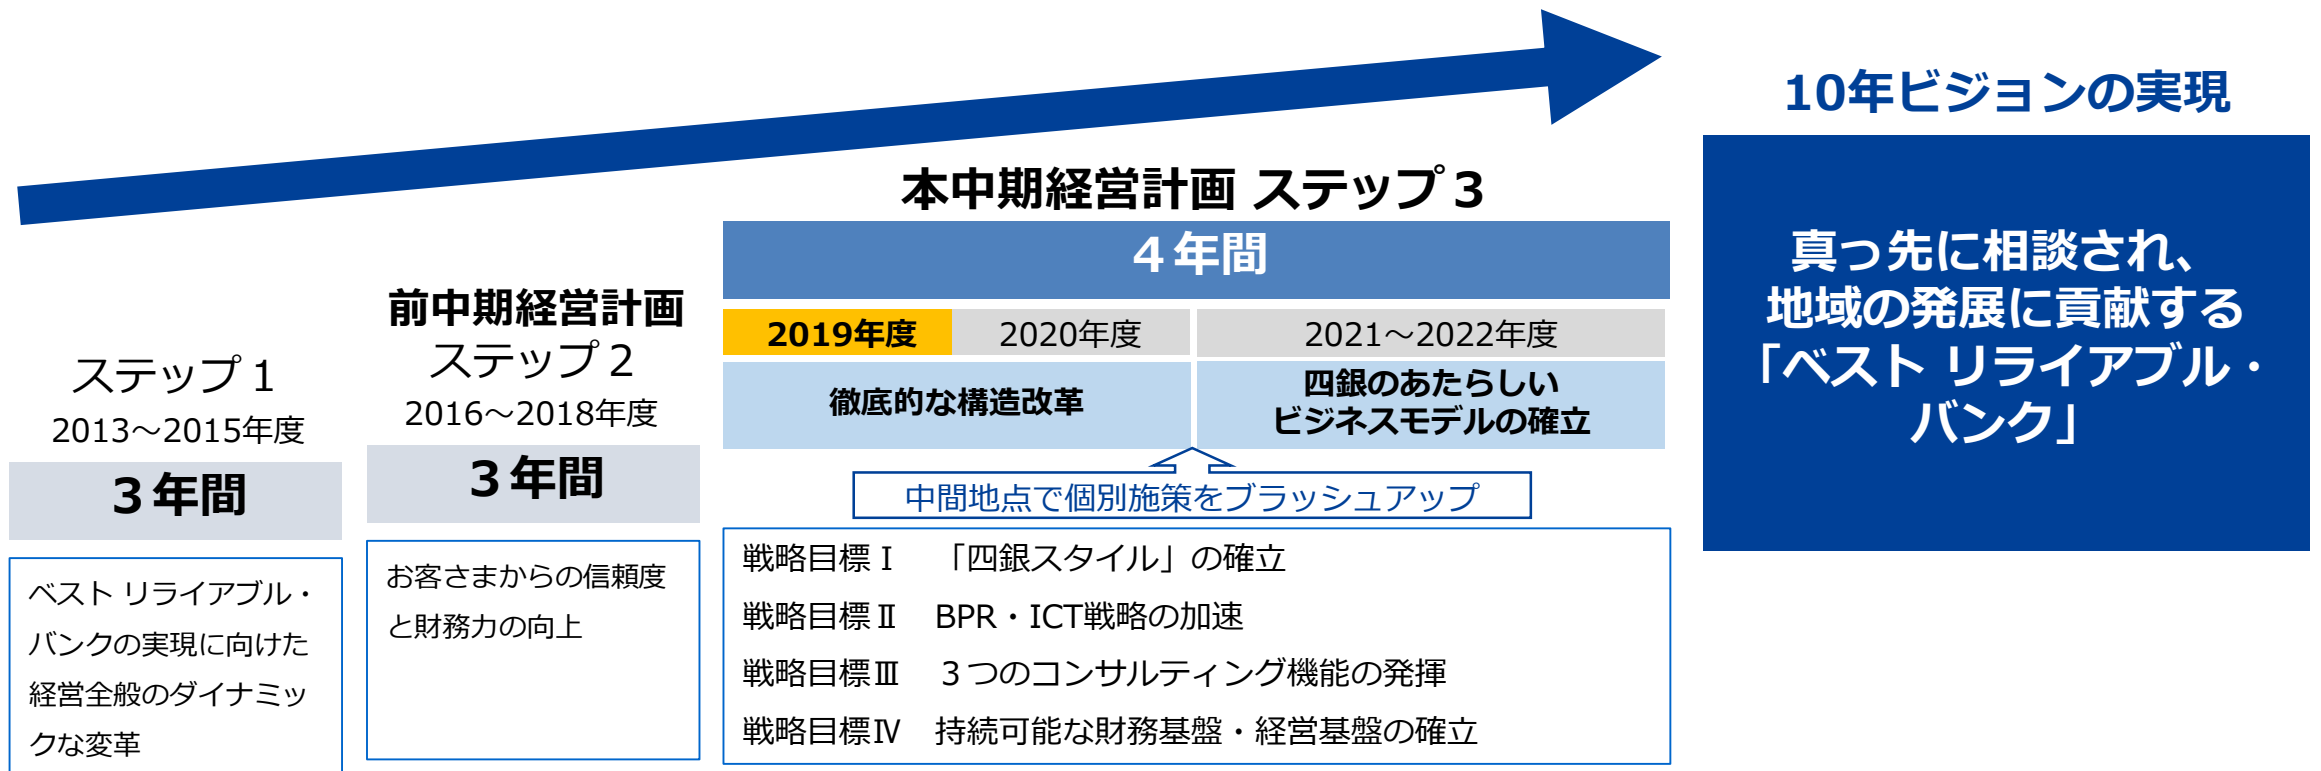 10年ビジョンの実現
真っ先に相談され、
地域の発展に貢献する
「ベスト リライアブル・
バンク」
本中期経営計画 ステップ3
４年間
2019年度
2020年度
2021～2022年度
徹底的な構造改革
四銀のあたらしい
ビジネスモデルの確立
中間地点で個別施策をブラッシュアップ
戦略目標Ⅰ 「四銀スタイル」の確立
戦略目標Ⅱ BPR・ICT戦略の加速
戦略目標Ⅲ ３つのコンサルティング機能の発揮
戦略目標Ⅳ 持続可能な財務基盤・経営基盤の確立
前中期経営計画
ステップ２
2016～2018年度
３年間
お客さまからの信頼度
と財務力の向上
ステップ１
2013～2015年度
３年間
ベスト リライアブル・
バンクの実現に向けた
経営全般のダイナミッ
クな変革